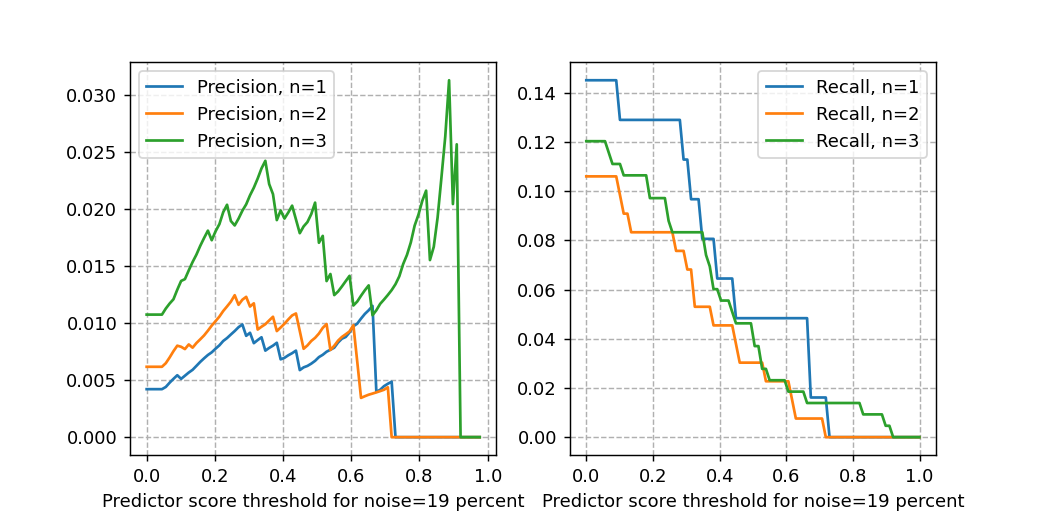 Precision, n=1
Precision, n=2
Precision, n=3
0.030
0.025
0.020
0.015
0.010
0.005
0.000
0.0 0.2 0.4 0.6 0.8 1.0
Predictor score threshold for noise=19 percent
Recall, n=1
Recall, n=2
Recall, n=3
0.14
0.12
0.10
0.08
0.06
0.04
0.02
0.00
0.0 0.2 0.4 0.6 0.8 1.0
Predictor score threshold for noise=19 percent